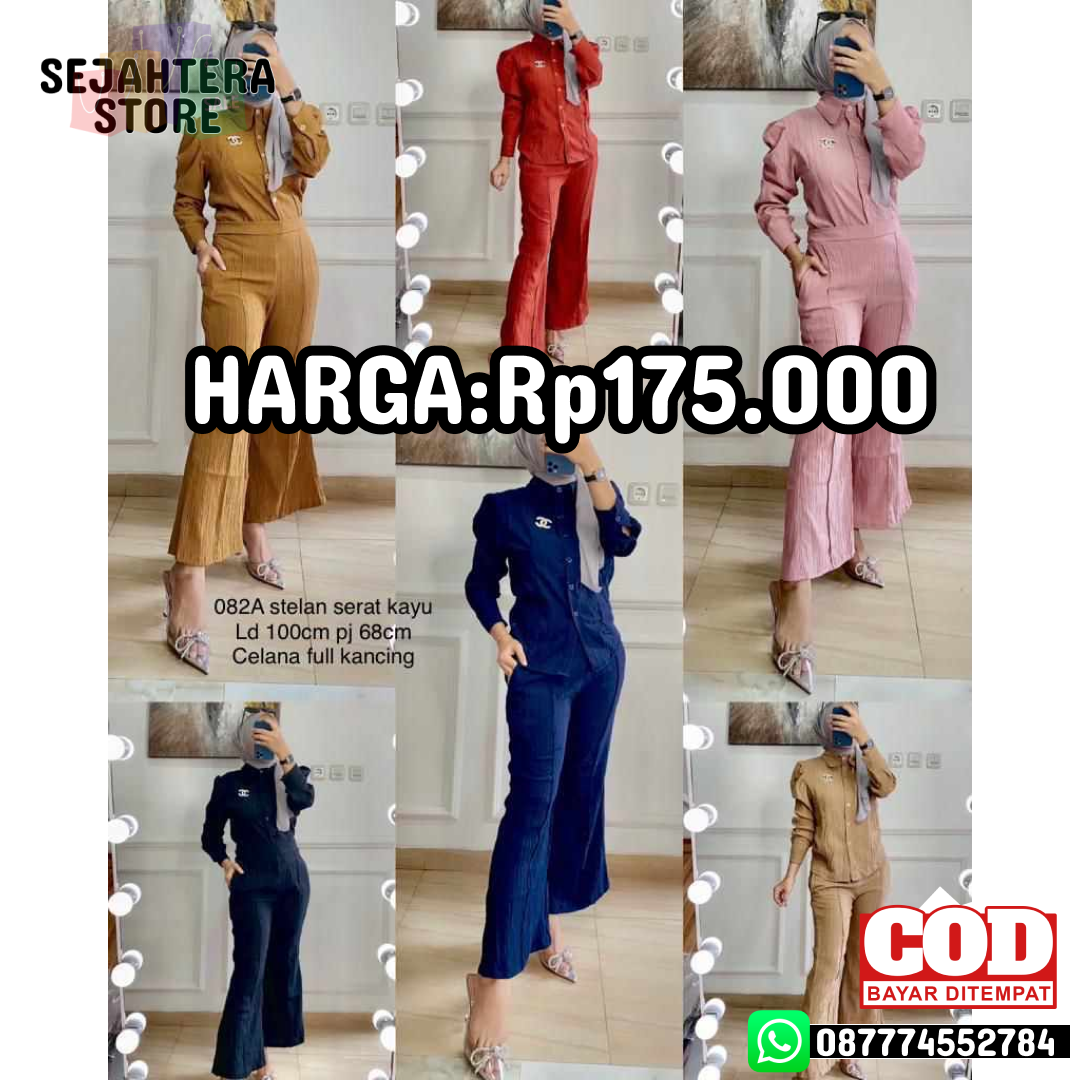 SEJAHTERA
STORE
HARGA:Rp175.000
082A stelan serat kayu
Ld 100cm pj 68cm
Celana full kancing
COD
BAYAR DITEMPAT
087774552784